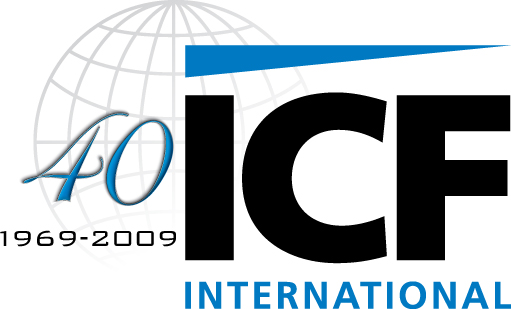 40
1969-2009
ICF
INTERNATIONAL